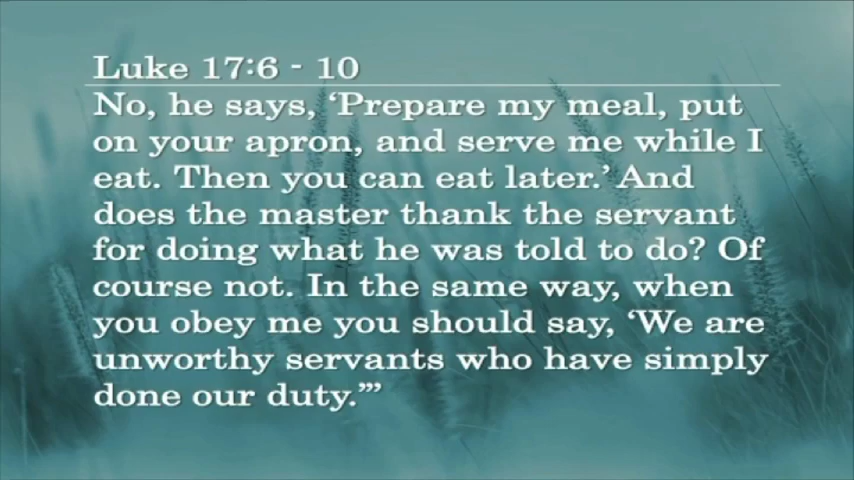 Luke 17:6 - 10
No, he says, ‘Prepare my meal, put
on your apron, and serve me while I
eat. Then you can eat later.’ And
does the master thank the servant
for doing what he was told to do? Of
course not. In the same way, when
you obey me you should say, ‘We are
unworthy servants who have simply
done our duty.’”